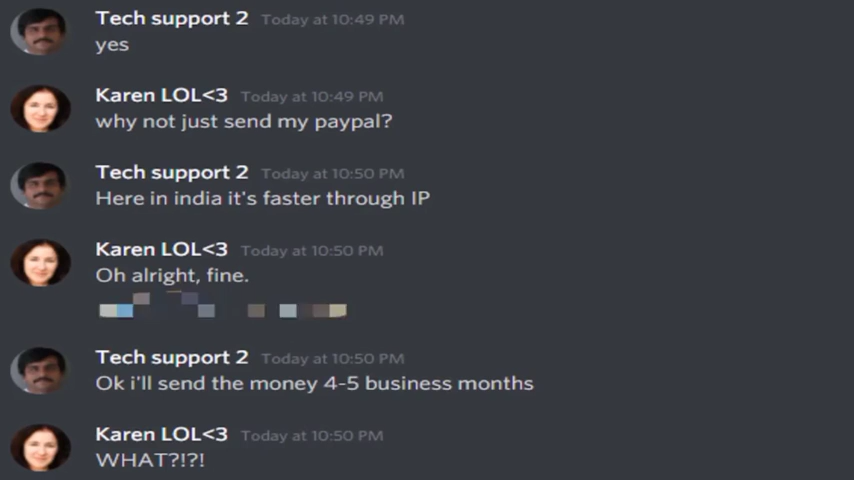 Tech support 2 Today at 10:49 PM
yes
Karen LOL<3 Today at 10:49 PM
why not just send my paypal?
Tech support 2 Today at 10:50 PM
Here in india it's faster through IP
Karen LOL<3 Today at 10:50 PM
Oh alright, fine.
Tech support 2 Today at 10:50 PM
Ok i'll send the money 4-5 business months
Karen LOL<3 Today at 10:50 PM
WHAT?!?!